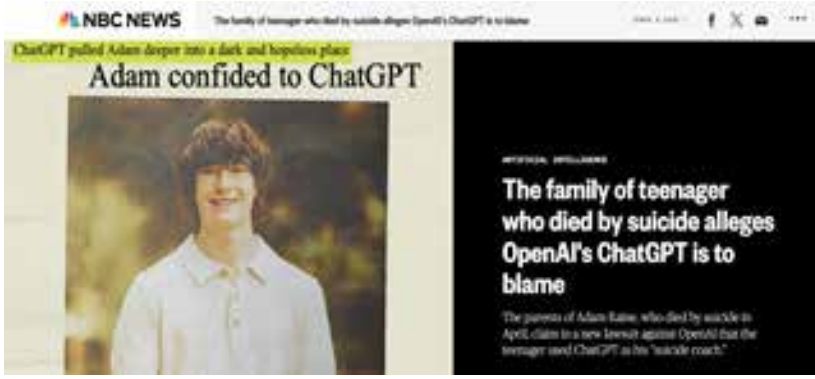 NBC NEWS
The family of teenager who died by suicide alleges OpenAI's ChatGPT is to blame
ChatGPT pulled Adam deeper into a dark and hopeless place
Adam confided to ChatGPT
ARTIFICIAL INTELLIGENCE
The family of teenager
who died by suicide alleges
OpenAI's ChatGPT is to
blame
The parents of Adam Raine, who died by suicide in
April, claim in a new lawsuit against OpenAI that the
teenager used ChatGPT as his "suicide coach."